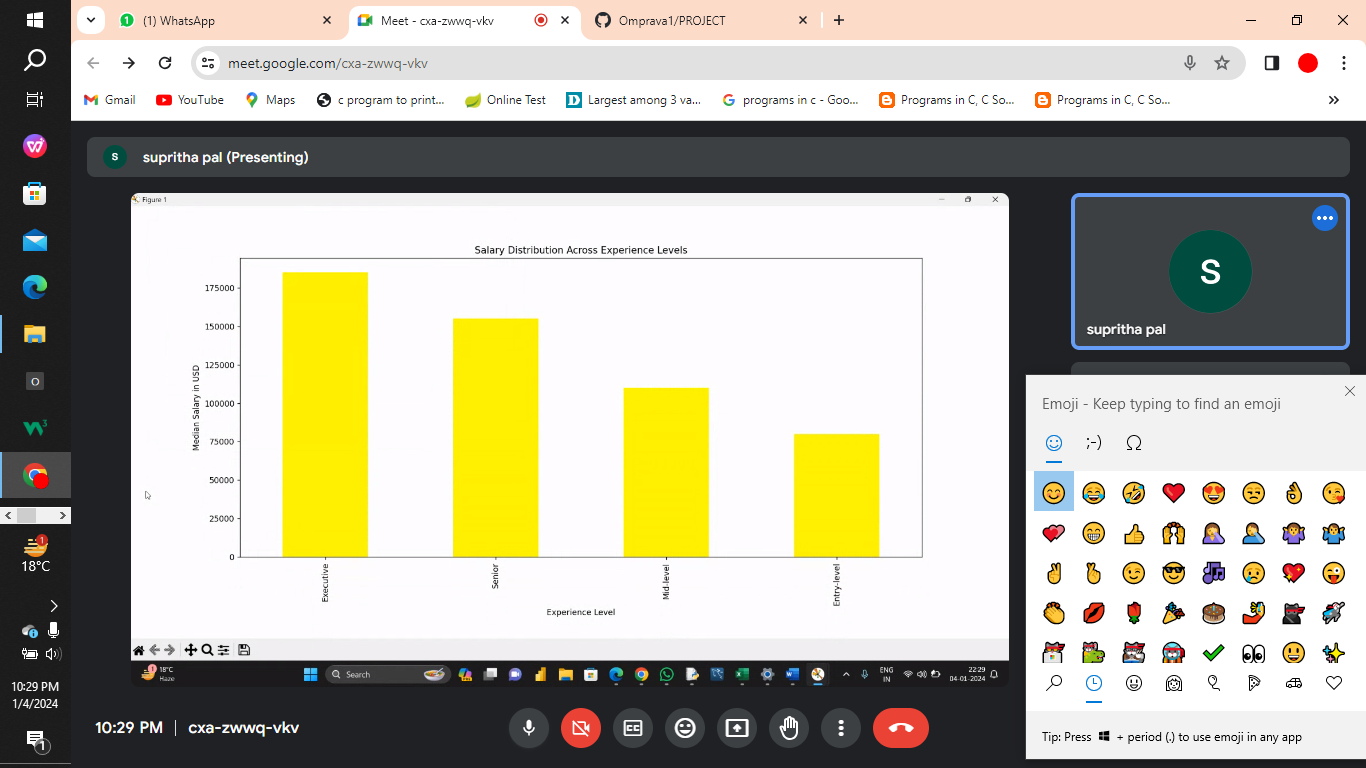 (1) WhatsApp
Meet - cxa-zwwq-vkv
Omprava1/PROJECT
meet.google.com/cxa-zwwq-vkv
Gmail
YouTube
Maps
c program to print...
Online Test
Largest among 3 va...
programs in c - Goo...
Programs in C, C So...
Programs in C, C So...
S
supritha pal (Presenting)
Figure 1
Salary Distribution Across Experience Levels
Median Salary in USD
175000
150000
125000
100000
75000
50000
25000
0
Executive
Senior
Mid-level
Entry-level
Experience Level
18°C
Haze
Search
ENG
IN
22:29
04-01-2024
S
supritha pal
Emoji - Keep typing to find an emoji
;-)
Ω
Tip: Press + period (.) to use emoji in any app
10:29 PM
cxa-zwwq-vkv
1
18°C
10:29 PM
1/4/2024
1